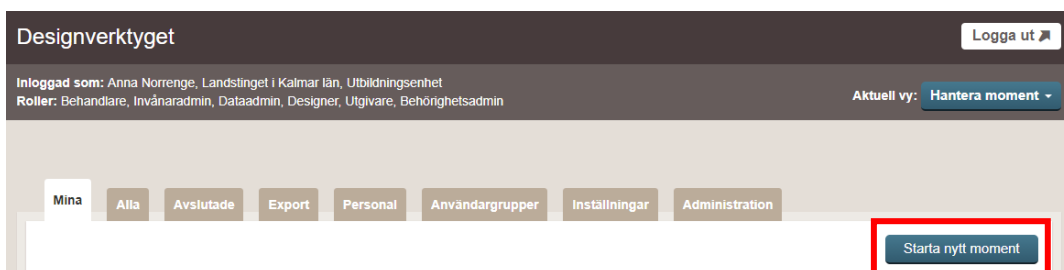 Designverktyget
Logga ut
Inloggad som: Anna Norrenge, Landstinget i Kalmar län, Utbildningsenhet
Roller: Behandlare, Invånaradmin, Dataadmin, Designer, Utgivare, Behörighetsadmin
Aktuell vy: Hantera moment
Mina Alla Avslutade Export Personal Användargrupper Inställningar Administration
Starta nytt moment